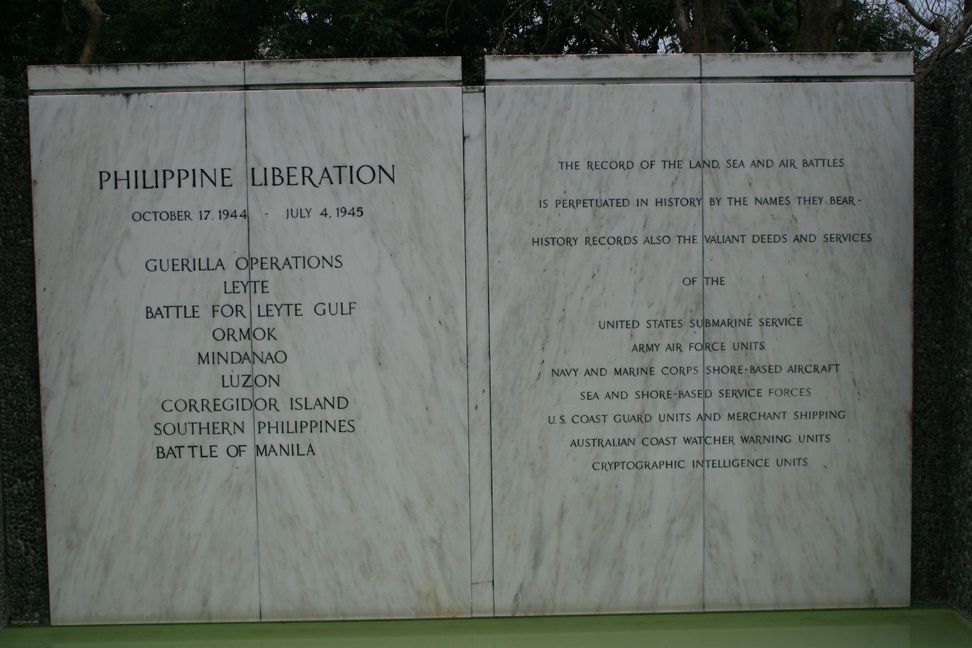 PHILIPPINE LIBERATION
OCTOBER 17, 1944 - JULY 4, 1945
GUERILLA OPERATIONS
LEYTE
BATTLE FOR LEYTE GULF
ORMOK
MINDANAO
LUZON
CORREGIDOR ISLAND
SOUTHERN PHILIPPINES
BATTLE OF MANILA
THE RECORD OF THE LAND, SEA AND AIR BATTLES
IS PERPETUATED IN HISTORY BY THE NAMES THEY BEAR -
HISTORY RECORDS ALSO THE VALIANT DEEDS AND SERVICES
OF THE
UNITED STATES SUBMARINE SERVICE
ARMY AIR FORCE UNITS
NAVY AND MARINE CORPS SHORE-BASED AIRCRAFT
SEA AND SHORE-BASED SERVICE FORCES
U.S. COAST GUARD UNITS AND MERCHANT SHIPPING
AUSTRALIAN COAST WATCHER WARNING UNITS
CRYPTOGRAPHIC INTELLIGENCE UNITS